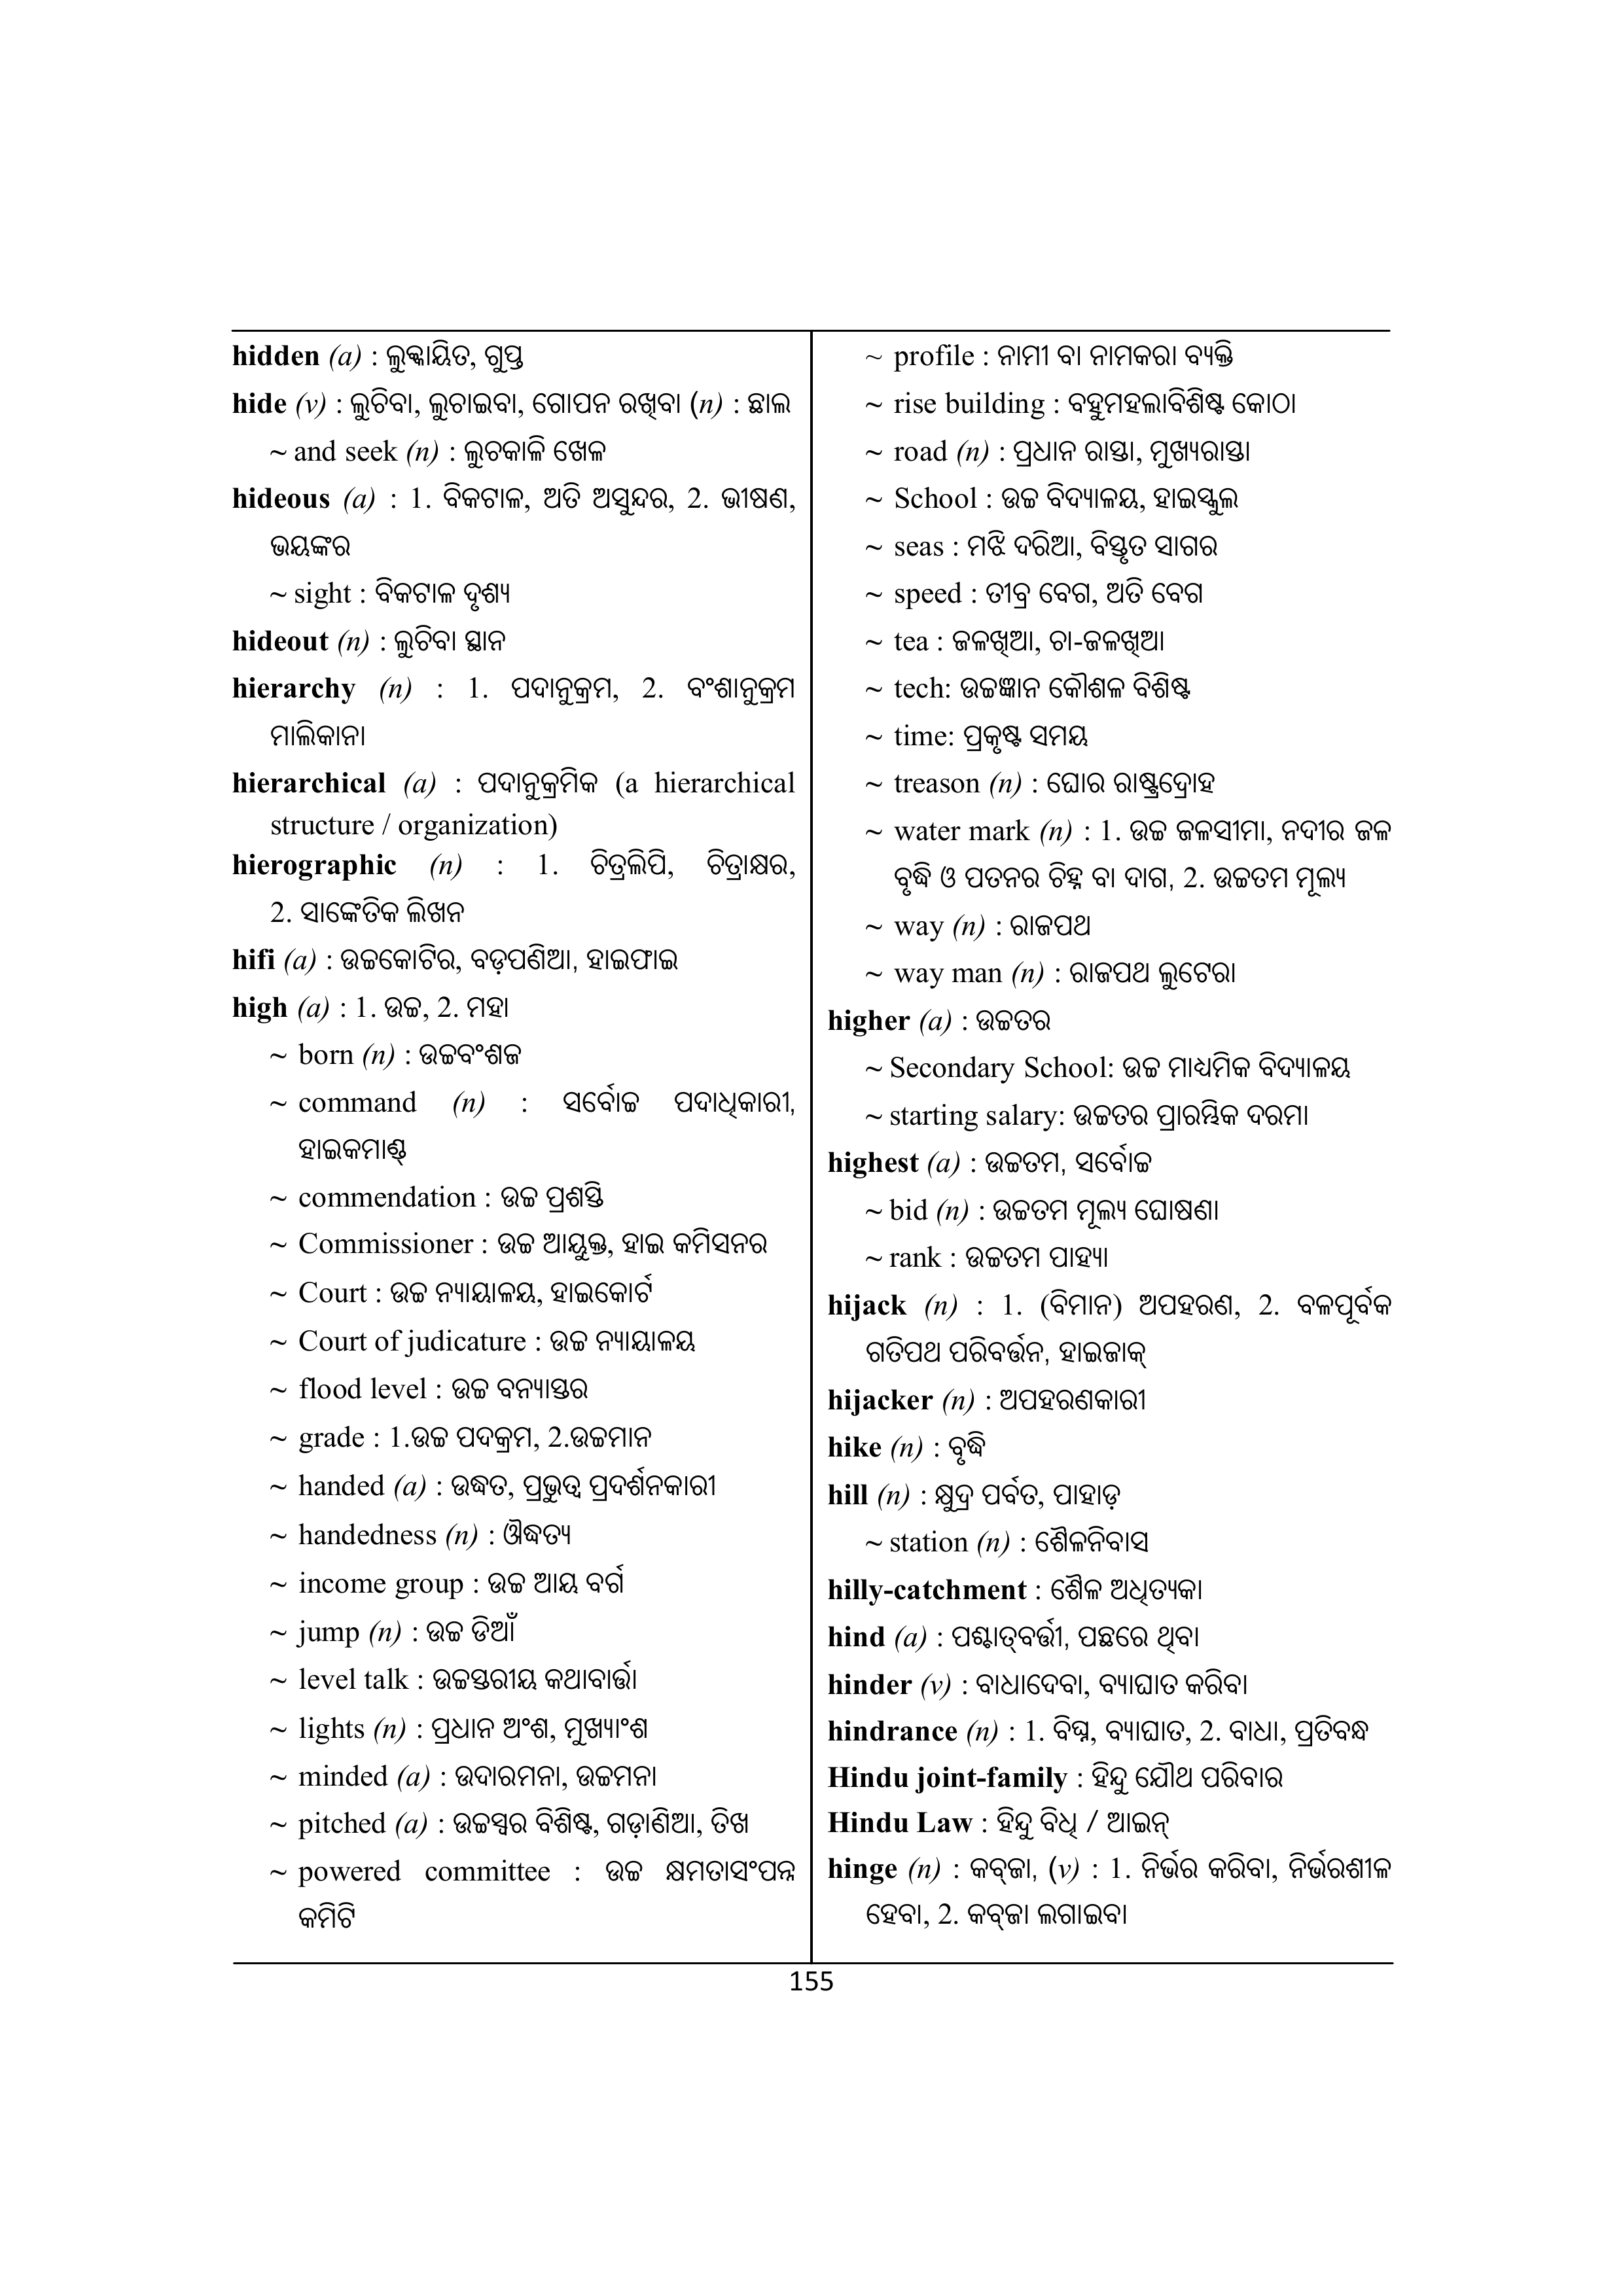 hidden (a) : ଲୁକ୍କାୟିତ, ଗୁପ୍ତ
hide (v) : ଲୁଚିବା, ଲୁଚାଇବା, ଗୋପନ ରଖିବା (n) : ଛାଲ
~ and seek (n) : ଲୁଚକାଳି ଖେଳ
hideous (a) : 1. ବିକଟାଳ, ଅତି ଅସୁନ୍ଦର, 2. ଭୀଷଣ,
ଭୟଙ୍କର
~ sight : ବିକଟାଳ ଦୃଶ୍ୟ
hideout (n) : ଲୁଚିବା ସ୍ଥାନ
hierarchy (n) : 1. ପଦାନୁକ୍ରମ, 2. ବଂଶାନୁକ୍ରମ
ମାଲିକାନା
hierarchical (a) : ପଦାନୁକ୍ରମିକ (a hierarchical
structure / organization)
hierographic (n) : 1. ଚିତ୍ରଲିପି, ଚିତ୍ରାକ୍ଷର,
2. ସାଙ୍କେତିକ ଲିଖନ
hifi (a) : ଉଚ୍ଚକୋଟିର, ବଡ଼ପଣିଆ, ହାଇଫାଇ
high (a) : 1. ଉଚ୍ଚ, 2. ମହା
~ born (n) : ଉଚ୍ଚବଂଶଜ
~ command (n) : ସର୍ବୋଚ୍ଚ ପଦାଧିକାରୀ,
ହାଇକମାଣ୍ଡ୍
~ commendation : ଉଚ୍ଚ ପ୍ରଶସ୍ତି
~ Commissioner : ଉଚ୍ଚ ଆୟୁକ୍ତ, ହାଇ କମିସନର
~ Court : ଉଚ୍ଚ ନ୍ୟାୟାଳୟ, ହାଇକୋର୍ଟ
~ Court of judicature : ଉଚ୍ଚ ନ୍ୟାୟାଳୟ
~ flood level : ଉଚ୍ଚ ବନ୍ୟାସ୍ତର
~ grade : 1.ଉଚ୍ଚ ପଦକ୍ରମ, 2.ଉଚ୍ଚମାନ
~ handed (a) : ଉଦ୍ଧତ, ପ୍ରଭୁତ୍ୱ ପ୍ରଦର୍ଶନକାରୀ
~ handedness (n) : ଔଦ୍ଧତ୍ୟ
~ income group : ଉଚ୍ଚ ଆୟ ବର୍ଗ
~ jump (n) : ଉଚ୍ଚ ଡିଆଁ
~ level talk : ଉଚ୍ଚସ୍ତରୀୟ କଥାବାର୍ତ୍ତା
~ lights (n) : ପ୍ରଧାନ ଅଂଶ, ମୁଖ୍ୟାଂଶ
~ minded (a) : ଉଦାରମନା, ଉଚ୍ଚମନା
~ pitched (a) : ଉଚ୍ଚସ୍ୱର ବିଶିଷ୍ଟ, ଗଡ଼ାଣିଆ, ତିଖ
~ powered committee : ଉଚ୍ଚ କ୍ଷମତାସଂପନ୍ନ
କମିଟି
~ profile : ନାମୀ ବା ନାମକରା ବ୍ୟକ୍ତି
~ rise building : ବହୁମହଲାବିଶିଷ୍ଟ କୋଠା
~ road (n) : ପ୍ରଧାନ ରାସ୍ତା, ମୁଖ୍ୟରାସ୍ତା
~ School : ଉଚ୍ଚ ବିଦ୍ୟାଳୟ, ହାଇସ୍କୁଲ
~ seas : ମଝି ଦରିଆ, ବିସ୍ତୃତ ସାଗର
~ speed : ତୀବ୍ର ବେଗ, ଅତି ବେଗ
~ tea : ଜଳଖିଆ, ଚା-ଜଳଖିଆ
~ tech: ଉଚ୍ଚଜ୍ଞାନ କୌଶଳ ବିଶିଷ୍ଟ
~ time: ପ୍ରକୃଷ୍ଟ ସମୟ
~ treason (n) : ଘୋର ରାଷ୍ଟ୍ରଦ୍ରୋହ
~ water mark (n) : 1. ଉଚ୍ଚ ଜଳସୀମା, ନଦୀର ଜଳ
ବୃଦ୍ଧି ଓ ପତନର ଚିହ୍ନ ବା ଦାଗ, 2. ଉଚ୍ଚତମ ମୂଲ୍ୟ
~ way (n) : ରାଜପଥ
~ way man (n) : ରାଜପଥ ଲୁଟେରା
higher (a) : ଉଚ୍ଚତର
~ Secondary School: ଉଚ୍ଚ ମାଧ୍ୟମିକ ବିଦ୍ୟାଳୟ
~ starting salary: ଉଚ୍ଚତର ପ୍ରାରମ୍ଭିକ ଦରମା
highest (a) : ଉଚ୍ଚତମ, ସର୍ବୋଚ୍ଚ
~ bid (n) : ଉଚ୍ଚତମ ମୂଲ୍ୟ ଘୋଷଣା
~ rank : ଉଚ୍ଚତମ ପାହ୍ୟା
hijack (n) : 1. (ବିମାନ) ଅପହରଣ, 2. ବଳପୂର୍ବକ
ଗତିପଥ ପରିବର୍ତ୍ତନ, ହାଇଜାକ୍
hijacker (n) : ଅପହରଣକାରୀ
hike (n) : ବୃଦ୍ଧି
hill (n) : କ୍ଷୁଦ୍ର ପର୍ବତ, ପାହାଡ଼
~ station (n) : ଶୈଳନିବାସ
hilly-catchment : ଶୈଳ ଅଧିତ୍ୟକା
hind (a) : ପଶ୍ଚାତ୍‌ବର୍ତ୍ତୀ, ପଛରେ ଥିବା
hinder (v) : ବାଧାଦେବା, ବ୍ୟାଘାତ କରିବା
hindrance (n) : 1. ବିଘ୍ନ, ବ୍ୟାଘାତ, 2. ବାଧା, ପ୍ରତିବନ୍ଧ
Hindu joint-family : ହିନ୍ଦୁ ଯୌଥ ପରିବାର
Hindu Law : ହିନ୍ଦୁ ବିଧି / ଆଇନ୍
hinge (n) : କବ୍‌ଜା, (v) : 1. ନିର୍ଭର କରିବା, ନିର୍ଭରଶୀଳ
ହେବା, 2. କବ୍‌ଜା ଲଗାଇବା
155